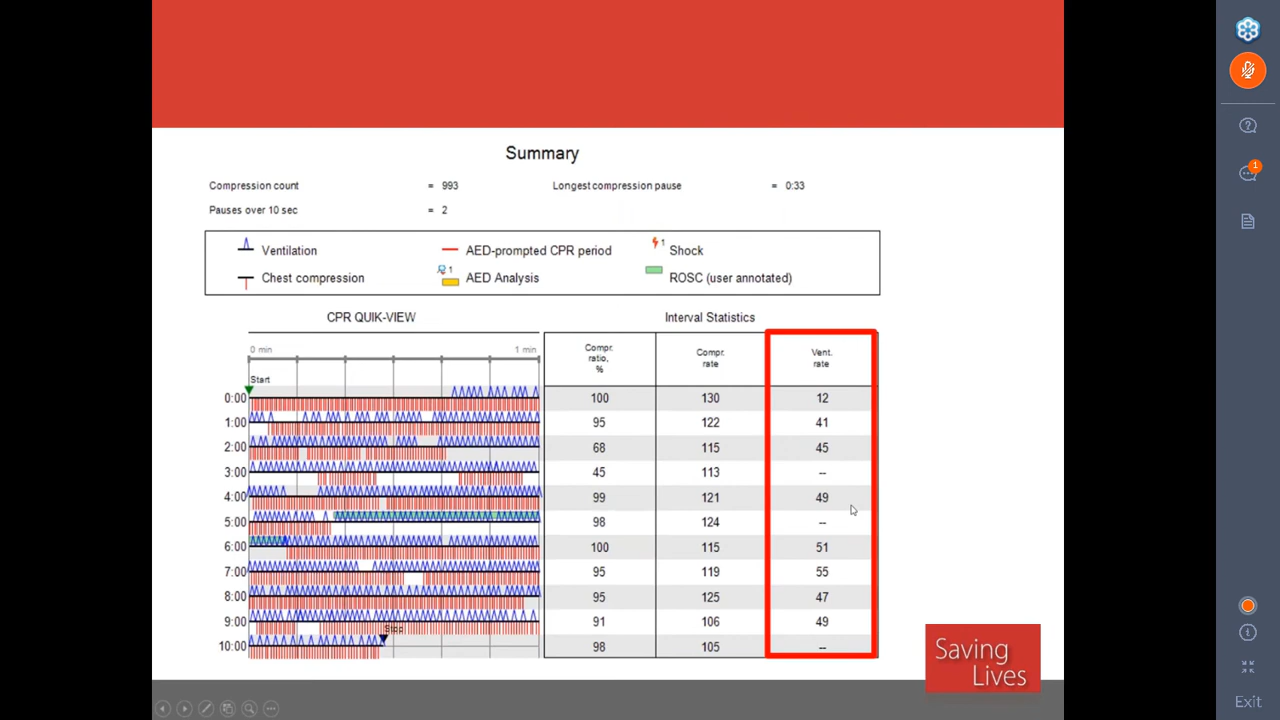 Summary
Compression count = 993 Longest compression pause = 0:33
Pauses over 10 sec = 2
Ventilation AED-prompted CPR period 1 Shock
Chest compression 1 AED Analysis ROSC (user annotated)
CPR QUIK-VIEW Interval Statistics
0 min 1 min Compr. ratio, % Compr. rate Vent. rate
Start
0:00 100 130 12
1:00 95 122 41
2:00 68 115 45
3:00 45 113 --
4:00 99 121 49
5:00 98 124 --
6:00 100 115 51
7:00 95 119 55
8:00 95 125 47
9:00 91 106 49
Stop
10:00 98 105 --
Saving
Lives
1
Exit